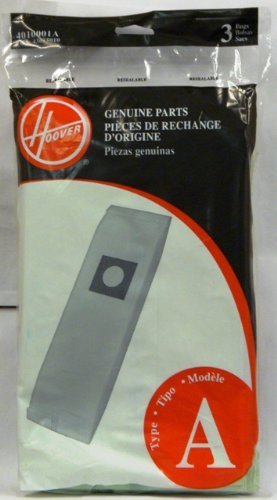 4010001A
3 Bags
Bolsas
Sacs
RESEALABLE RESEALABLE RESEALABLE
HOOVER
GENUINE PARTS
PIÈCES DE RECHANGE
D'ORIGINE
Piezas genuinas
Type • Tipo • Modèle
A